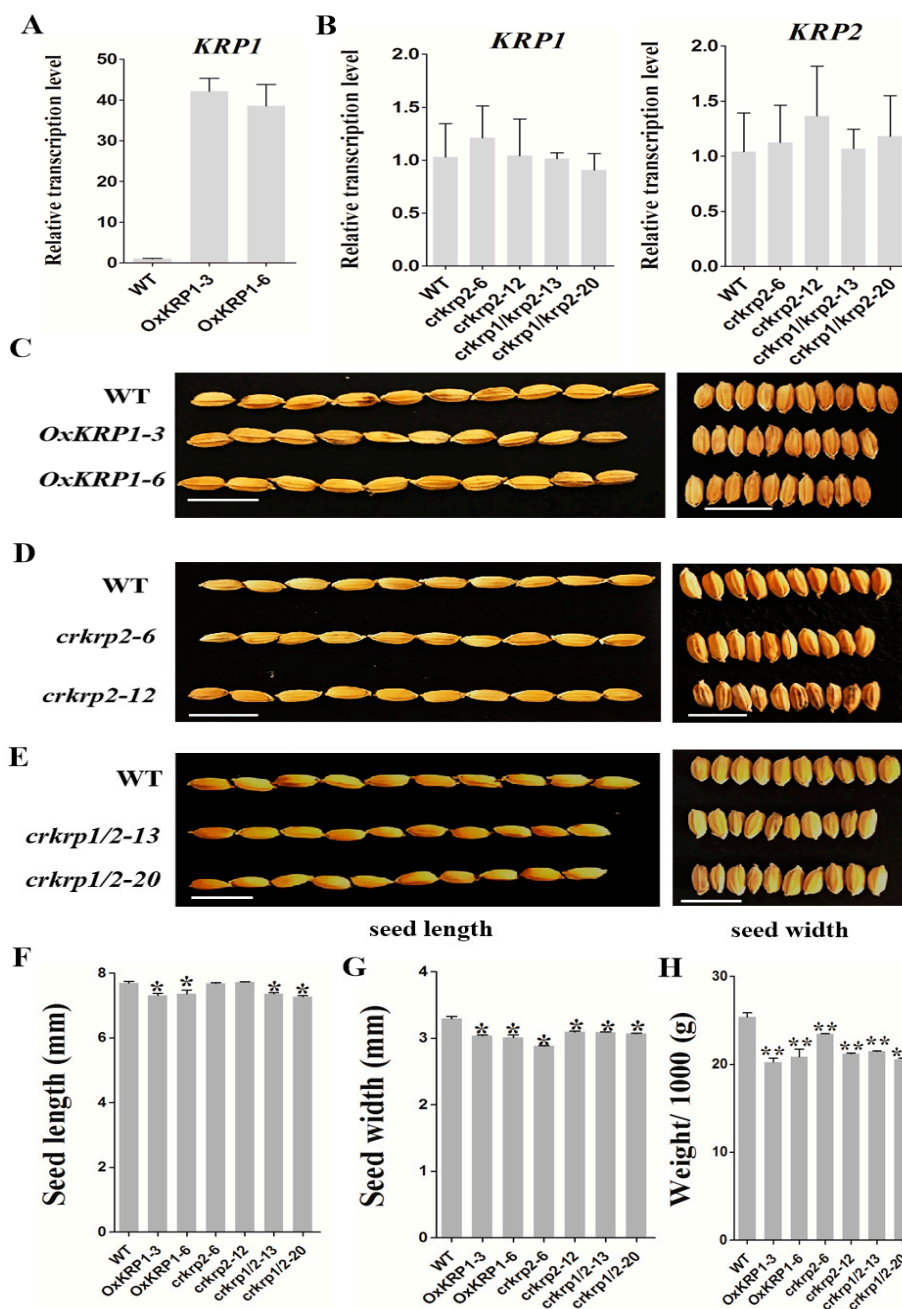 A
KRP1
Relative transcription level
50
40
30
20
10
0
WT
OxKRP1-3
OxKRP1-6
B
KRP1
Relative transcription level
2.0
1.5
1.0
0.5
0.0
WT
crkrp2-6
crkrp2-12
crkrp1/krp2-13
crkrp1/krp2-20
KRP2
Relative transcription level
2.0
1.5
1.0
0.5
0.0
WT
crkrp2-6
crkrp2-12
crkrp1/krp2-13
crkrp1/krp2-20
C
WT
OxKRP1-3
OxKRP1-6
D
WT
crkrp2-6
crkrp2-12
E
WT
crkrp1/2-13
crkrp1/2-20
seed length
seed width
F
Seed length (mm)
8
6
4
2
0
* * * *
WT
OxKRP1-3
OxKRP1-6
crkrp2-6
crkrp2-12
crkrp1/2-13
crkrp1/2-20
G
Seed width (mm)
4
3
2
1
0
* * * * * *
WT
OxKRP1-3
OxKRP1-6
crkrp2-6
crkrp2-12
crkrp1/2-13
crkrp1/2-20
H
Weight/ 1000 (g)
30
20
10
0
** ** ** ** ** *
WT
OxKRP1-3
OxKRP1-6
crkrp2-6
crkrp2-12
crkrp1/2-13
crkrp1/2-20